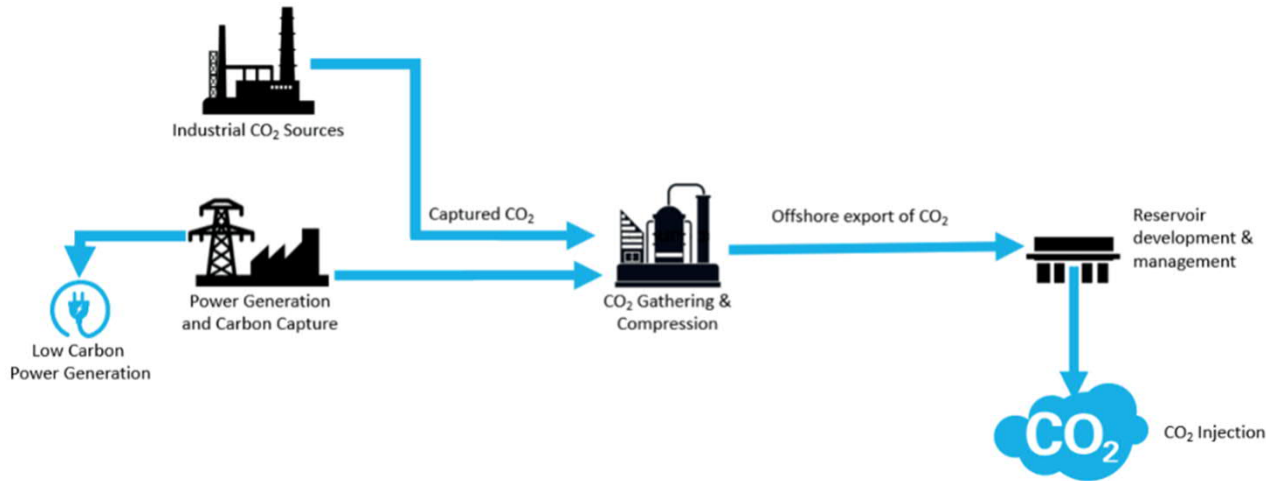 Industrial CO₂ Sources
Captured CO₂
Offshore export of CO₂
Reservoir
development &
management
Power Generation
and Carbon Capture
CO₂ Gathering &
Compression
Low Carbon
Power Generation
CO₂
CO₂ Injection